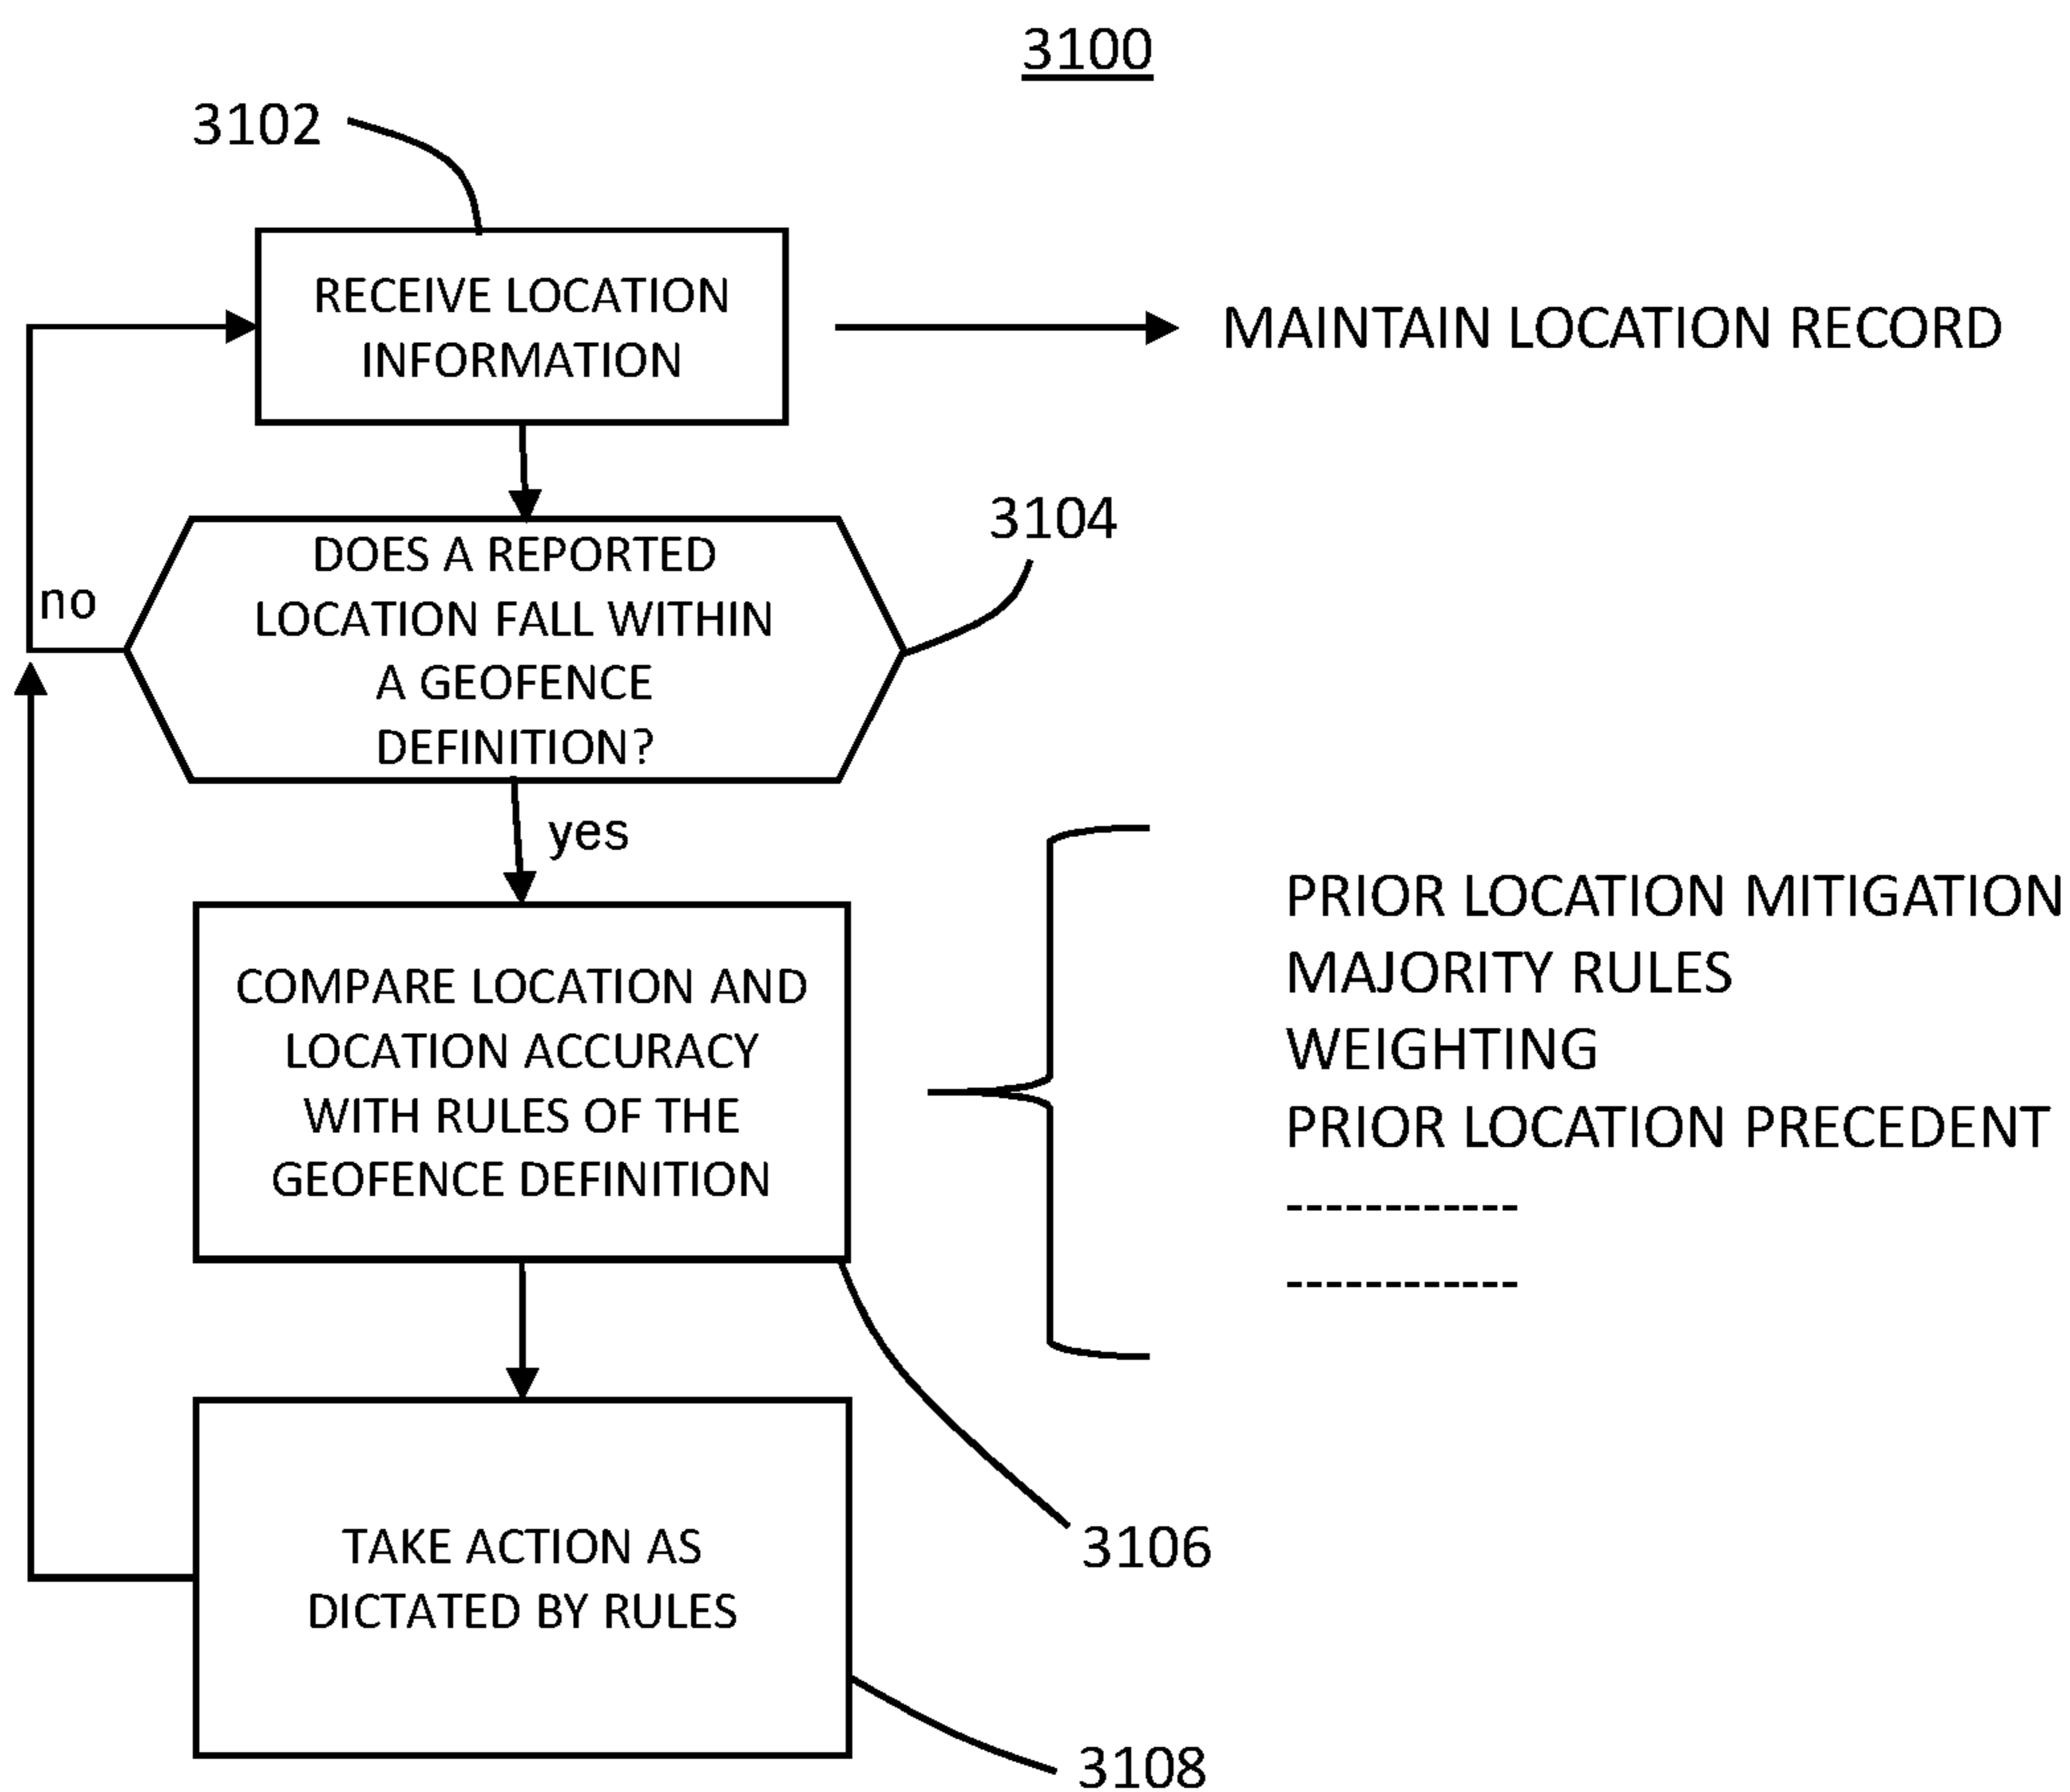 3100
3102
RECEIVE LOCATION
INFORMATION
MAINTAIN LOCATION RECORD
3104
DOES A REPORTED
LOCATION FALL WITHIN
A GEOFENCE
DEFINITION?
no
yes
COMPARE LOCATION AND
LOCATION ACCURACY
WITH RULES OF THE
GEOFENCE DEFINITION
PRIOR LOCATION MITIGATION
MAJORITY RULES
WEIGHTING
PRIOR LOCATION PRECEDENT
------------
------------
3106
TAKE ACTION AS
DICTATED BY RULES
3108